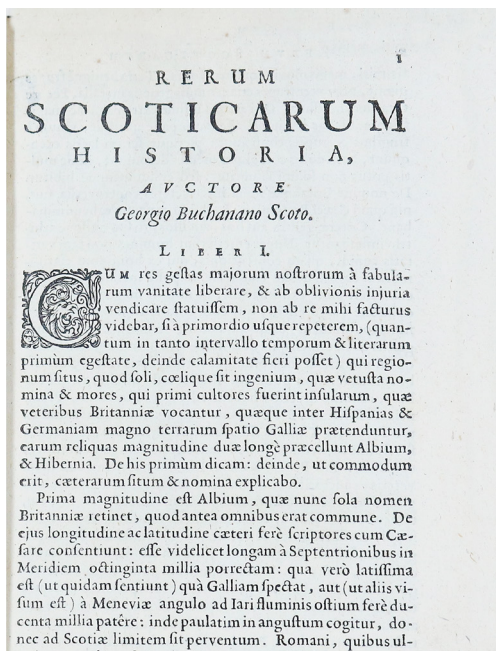 1
RERUM
SCOTICARUM
HISTORIA,
AVCTORE
Georgio Buchanano Scoto.
LIBER I.
CUM res gestas majorum nostrorum à fabula-
rum vanitate liberare, & ab oblivionis injuria
vendicare statuissem, non ab re mihi facturus
videbar, si à primordio usque repeterem, (quan-
tum in tanto intervallo temporum & literarum
primùm egestate, deinde calamitate fieri posset) qui regio-
num situs, quod soli, cœlique sit ingenium, quæ vetusta no-
mina & mores, qui primi cultores fuerint insularum, quæ
veteribus Britanniæ vocantur, quæque inter Hispanias &
Germaniam magno terrarum spatio Galliæ prætenduntur,
earum reliquas magnitudine duæ longè præcellunt Albium,
& Hibernia. De his primùm dicam: deinde, ut commodum
erit, cæterarum situm & nomina explicabo.
Prima magnitudine est Albium, quæ nunc sola nomen
Britanniæ retinet, quod antea omnibus erat commune. De
ejus longitudine ac latitudine cæteri ferè scriptores cum Cæ-
sare consentiunt: esse videlicet longam à Septentrionibus in
Meridiem octinginta millia porrectam: qua verò latissima
est (ut quidam sentiunt) quà Galliam spectat, aut (ut aliis vi-
sum est) à Meneviæ angulo ad Iari fluminis ostium ferè du-
centa millia patére: inde paulatim in angustum cogitur, do-
nec ad Scotiæ limitem sit perventum. Romani, quibus ul-